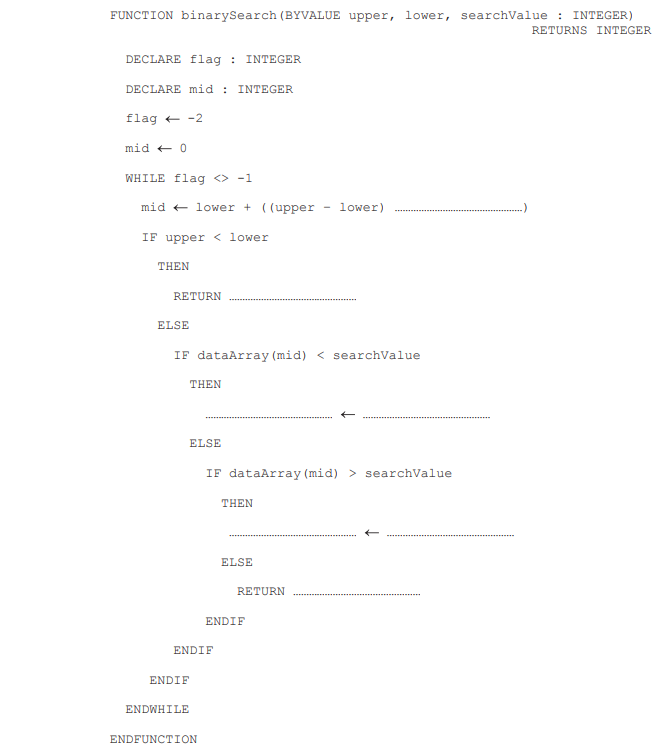 FUNCTION binarySearch(BYVALUE upper, lower, searchValue : INTEGER)
RETURNS INTEGER
DECLARE flag : INTEGER
DECLARE mid : INTEGER
flag ← -2
mid ← 0
WHILE flag <> -1
mid ← lower + ((upper – lower) ................................................)
IF upper < lower
THEN
RETURN ................................................
ELSE
IF dataArray(mid) < searchValue
THEN
................................................ ← ................................................
ELSE
IF dataArray(mid) > searchValue
THEN
................................................ ← ................................................
ELSE
RETURN ................................................
ENDIF
ENDIF
ENDIF
ENDWHILE
ENDFUNCTION